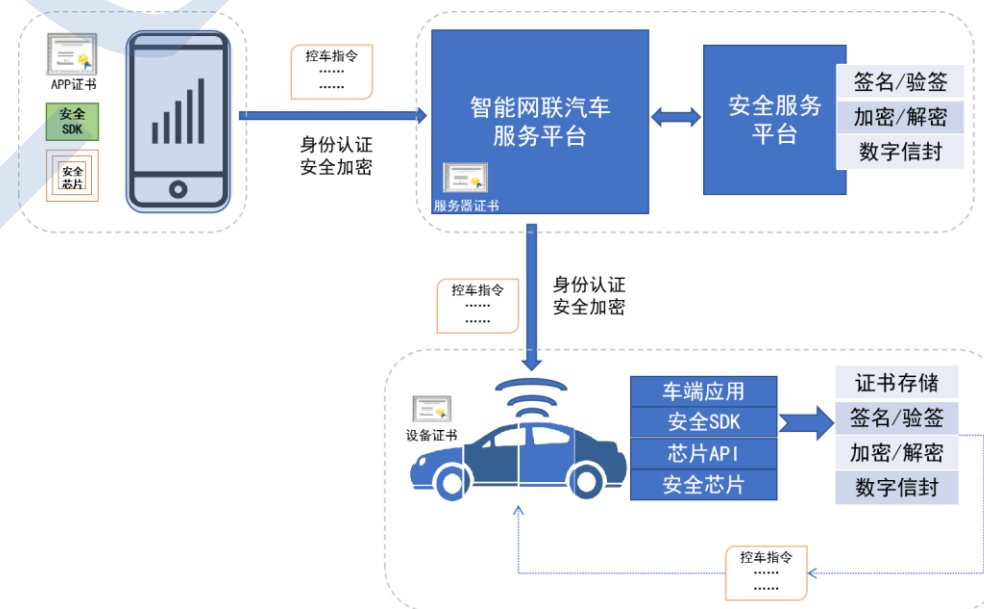 APP证书
安全
SDK
安全
芯片
控车指令
……
……
身份认证
安全加密
智能网联汽车
服务平台
服务器证书
安全服务
平台
签名/验签
加密/解密
数字信封
控车指令
……
……
身份认证
安全加密
设备证书
车端应用
安全SDK
芯片API
安全芯片
证书存储
签名/验签
加密/解密
数字信封
控车指令
……
……